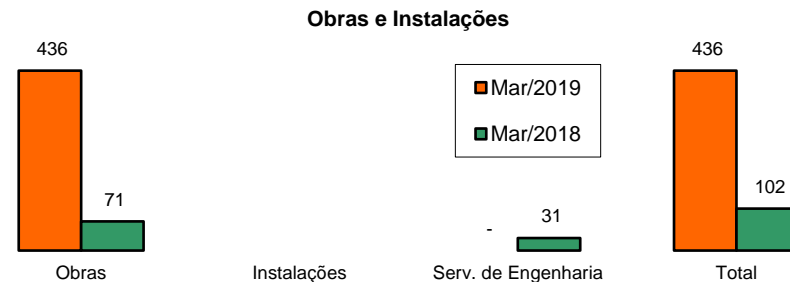 Obras e Instalações
436
436
Mar/2019
Mar/2018
71
102
- 31
Obras Instalações Serv. de Engenharia Total